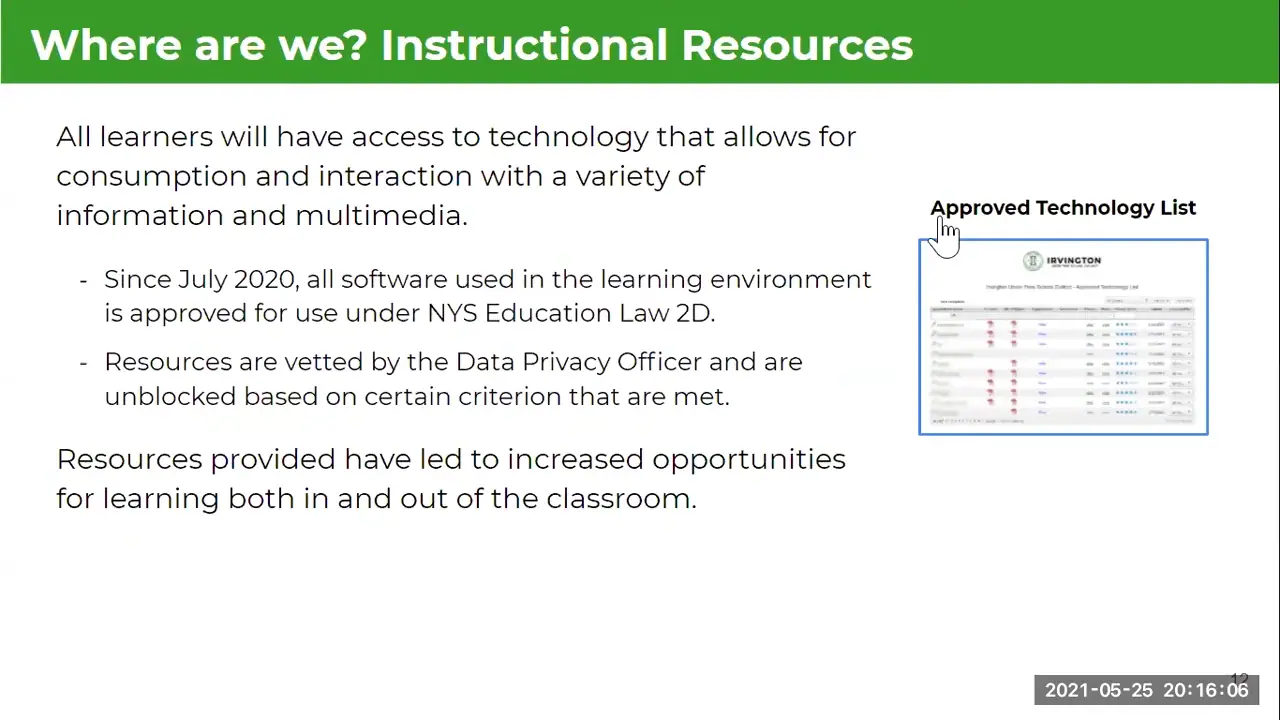 Where are we? Instructional Resources
All learners will have access to technology that allows for
consumption and interaction with a variety of
information and multimedia.
- Since July 2020, all software used in the learning environment
is approved for use under NYS Education Law 2D.
- Resources are vetted by the Data Privacy Officer and are
unblocked based on certain criterion that are met.
Resources provided have led to increased opportunities
for learning both in and out of the classroom.
Approved Technology List
IRVINGTON
12
2021-05-25 20:16:06